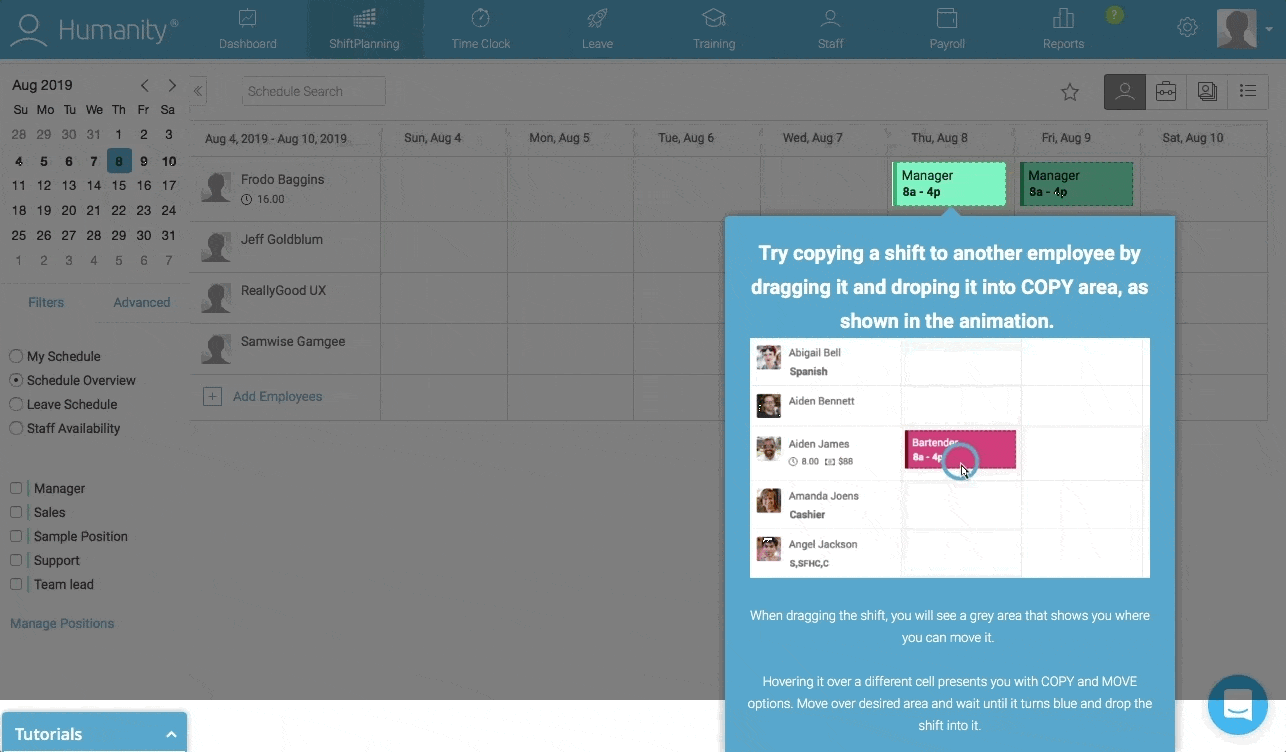 Humanity®
Dashboard
ShiftPlanning
Time Clock
Leave
Training
Staff
Payroll
Reports
?
Aug 2019
Su Mo Tu We Th Fr Sa
28 29 30 31 1 2 3
4 5 6 7 8 9 10
11 12 13 14 15 16 17
18 19 20 21 22 23 24
25 26 27 28 29 30 31
1 2 3 4 5 6 7
Filters
Advanced
My Schedule
Schedule Overview
Leave Schedule
Staff Availability
Manager
Sales
Sample Position
Support
Team lead
Manage Positions
Tutorials
Schedule Search
Aug 4, 2019 - Aug 10, 2019
Sun, Aug 4
Mon, Aug 5
Tue, Aug 6
Wed, Aug 7
Thu, Aug 8
Fri, Aug 9
Sat, Aug 10
Frodo Baggins
16.00
Manager
8a - 4p
Manager
8a - 4p
Jeff Goldblum
ReallyGood UX
Samwise Gamgee
+ Add Employees
Try copying a shift to another employee by
dragging it and droping it into COPY area, as
shown in the animation.
Abigail Bell
Spanish
Aiden Bennett
Aiden James
8.00 $88
Bartender
8a - 4p
Amanda Joens
Cashier
Angel Jackson
S,SFHC,C
When dragging the shift, you will see a grey area that shows you where
you can move it.
Hovering it over a different cell presents you with COPY and MOVE
options. Move over desired area and wait until it turns blue and drop the
shift into it.